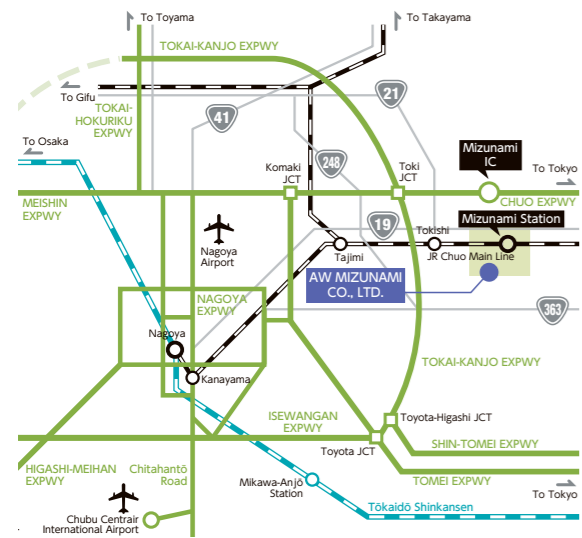 To Toyama
To Takayama
TOKAI-KANJO EXPWY
To Gifu
21
TOKAI-
HOKURIKU
EXPWY
41
To Osaka
248
Mizunami
IC
Komaki
JCT
Toki
JCT
To Tokyo
MEISHIN
EXPWY
CHUO EXPWY
19
Tokishi
Mizunami Station
Nagoya
Airport
Tajimi
JR Chuo Main Line
AW MIZUNAMI
CO., LTD.
NAGOYA
EXPWY
363
Nagoya
TOKAI-KANJO EXPWY
Kanayama
ISEWANGAN
EXPWY
Toyota-Higashi JCT
Toyota JCT
SHIN-TOMEI EXPWY
HIGASHI-MEIHAN
EXPWY
Chitahantō
Road
Mikawa-Anjō
Station
TOMEI EXPWY
To Tokyo
Tōkaidō Shinkansen
Chubu Centrair
International Airport